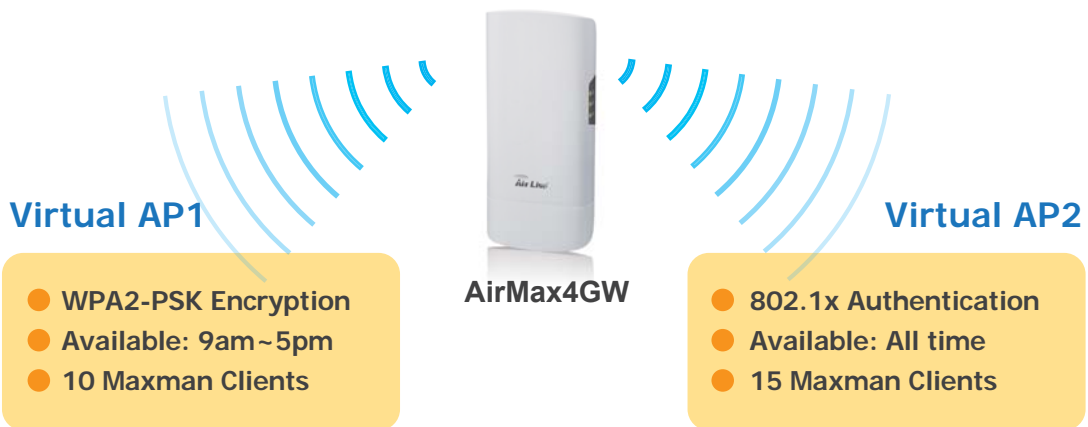 Air Live
Virtual AP1
WPA2-PSK Encryption
Available: 9am~5pm
10 Maxman Clients
AirMax4GW
Virtual AP2
802.1x Authentication
Available: All time
15 Maxman Clients